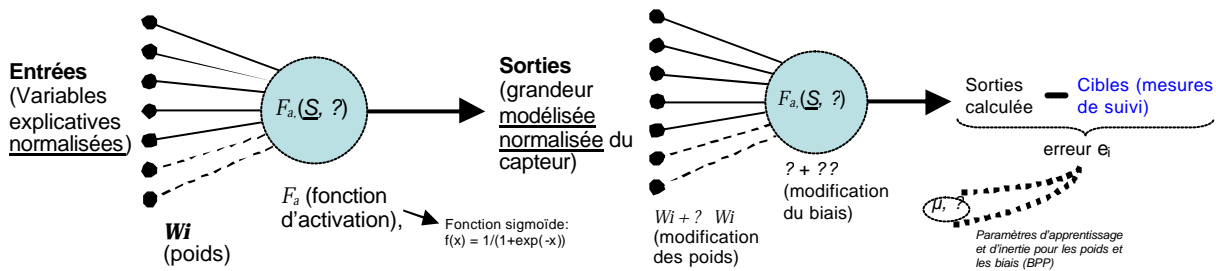 Entrées
(Variables
explicatives
normalisées)
Wi
(poids)
Fa,(S, ?)
Fa (fonction
d'activation),
Fonction sigmoïde:
f(x) = 1/(1+exp(-x))
Sorties
(grandeur
modélisée
normalisée du
capteur)
Wi + ? Wi
(modification
des poids)
Fa,(S, ?)
? + ??
(modification
du biais)
Sorties
calculée
Cibles (mesures
de suivi)
erreur ei
µ, ?
Paramètres d'apprentissage
et d'inertie pour les poids et
les biais (BPP)